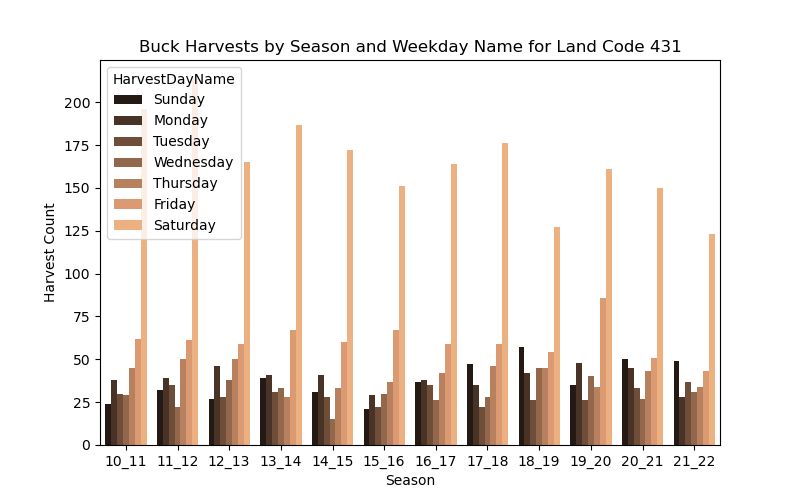 Buck Harvests by Season and Weekday Name for Land Code 431
HarvestDayName
Sunday
Monday
Tuesday
Wednesday
Thursday
Friday
Saturday
200
175
150
125
100
75
50
25
0
Harvest Count
10_11 11_12 12_13 13_14 14_15 15_16 16_17 17_18 18_19 19_20 20_21 21_22
Season